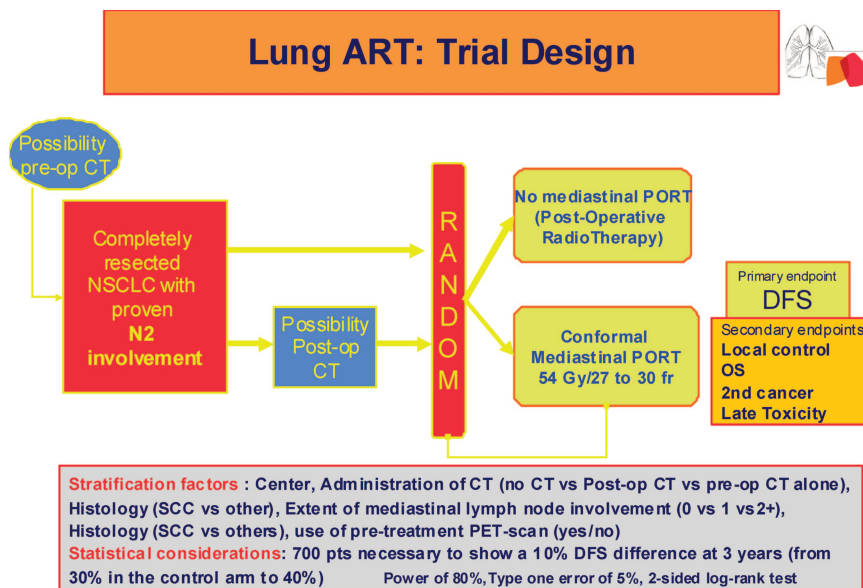 Lung ART: Trial Design
Possibility
pre-op CT
Completely
resected
NSCLC with
proven
N2
involvement
Possibility
Post-op
CT
R
A
N
D
O
M
No mediastinal PORT
(Post-Operative
RadioTherapy)
Conformal
Mediastinal PORT
54 Gy/27 to 30 fr
Primary endpoint
DFS
Secondary endpoints
Local control
OS
2nd cancer
Late Toxicity
Stratification factors : Center, Administration of CT (no CT vs Post-op CT vs pre-op CT alone),
Histology (SCC vs other), Extent of mediastinal lymph node involvement (0 vs 1 vs2+),
Histology (SCC vs others), use of pre-treatment PET-scan (yes/no)
Statistical considerations: 700 pts necessary to show a 10% DFS difference at 3 years (from
30% in the control arm to 40%) Power of 80%, Type one error of 5%, 2-sided log-rank test